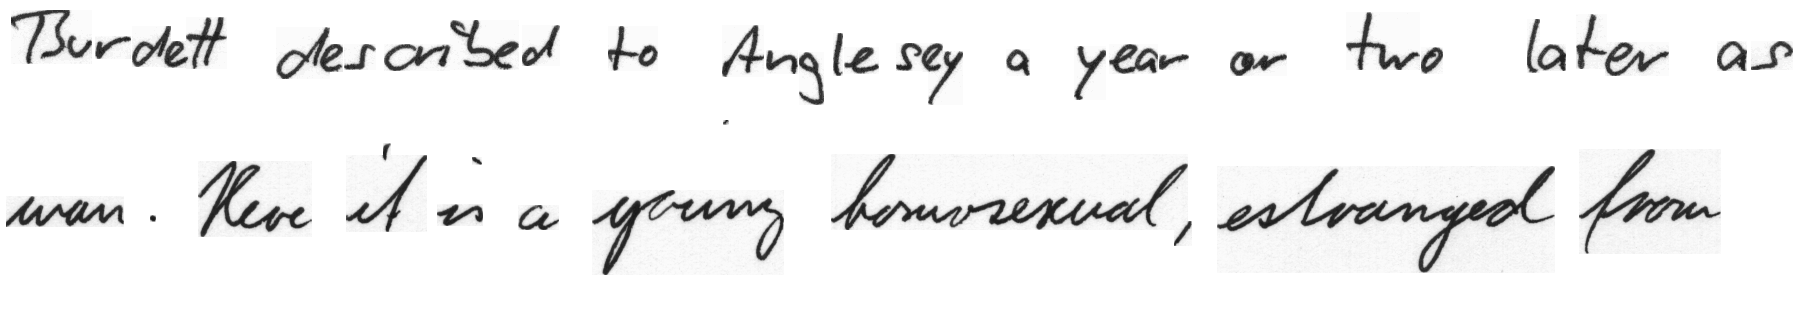 Burdett described to Anglesey a year or two later as
man. Here it is a young homosexual, estranged from